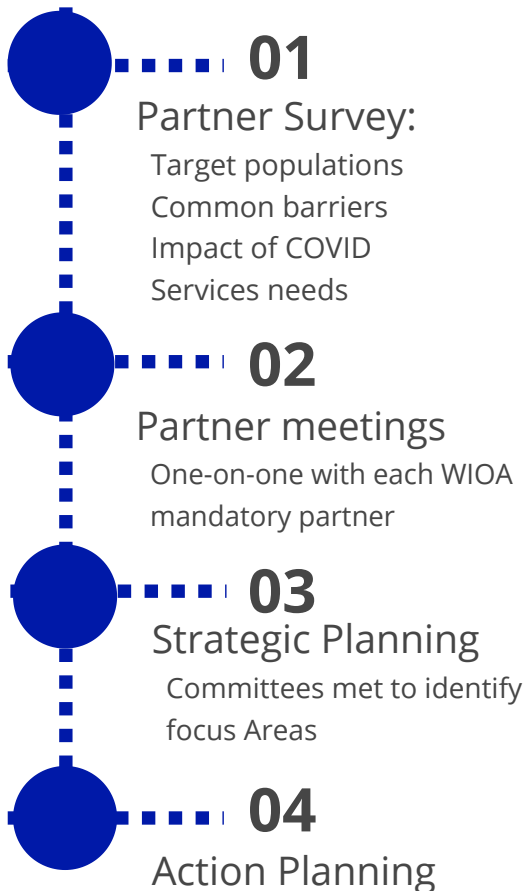 01
Partner Survey:
Target populations
Common barriers
Impact of COVID
Services needs
02
Partner meetings
One-on-one with each WIOA
mandatory partner
03
Strategic Planning
Committees met to identify
focus Areas
04
Action Planning